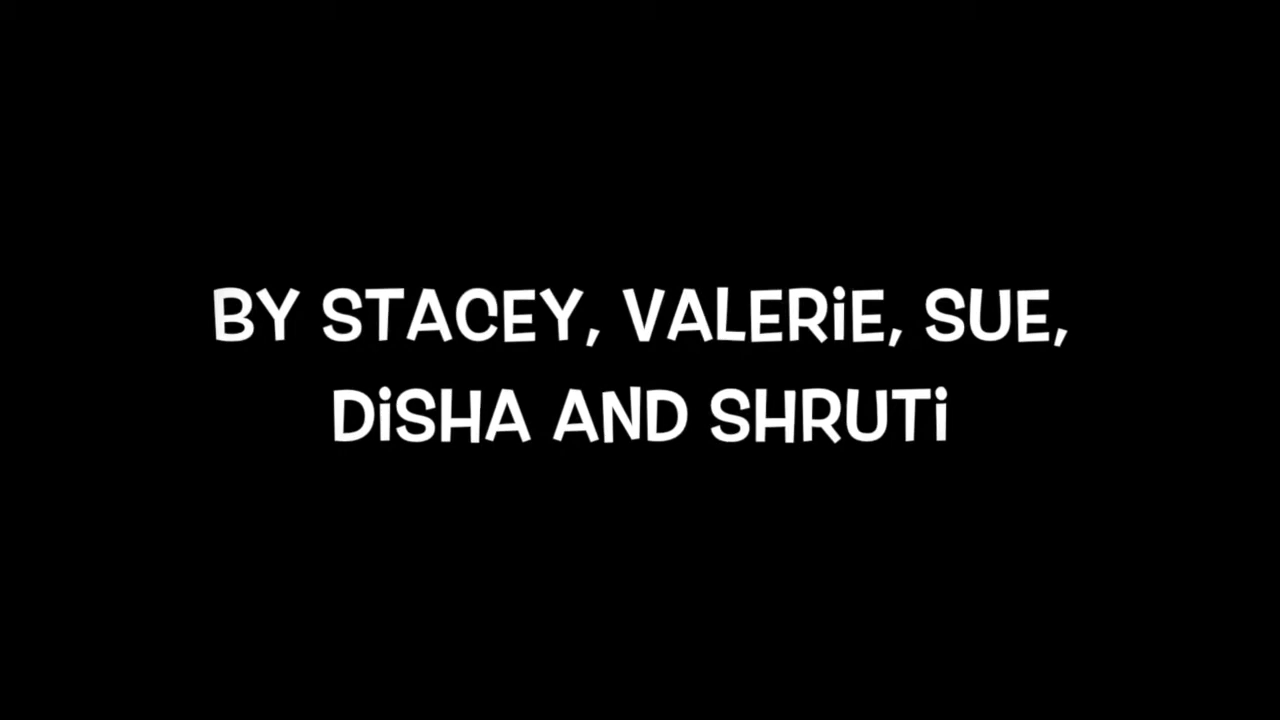 BY STACEY, VALERiE, SUE,
DiSHA AND SHRUTi